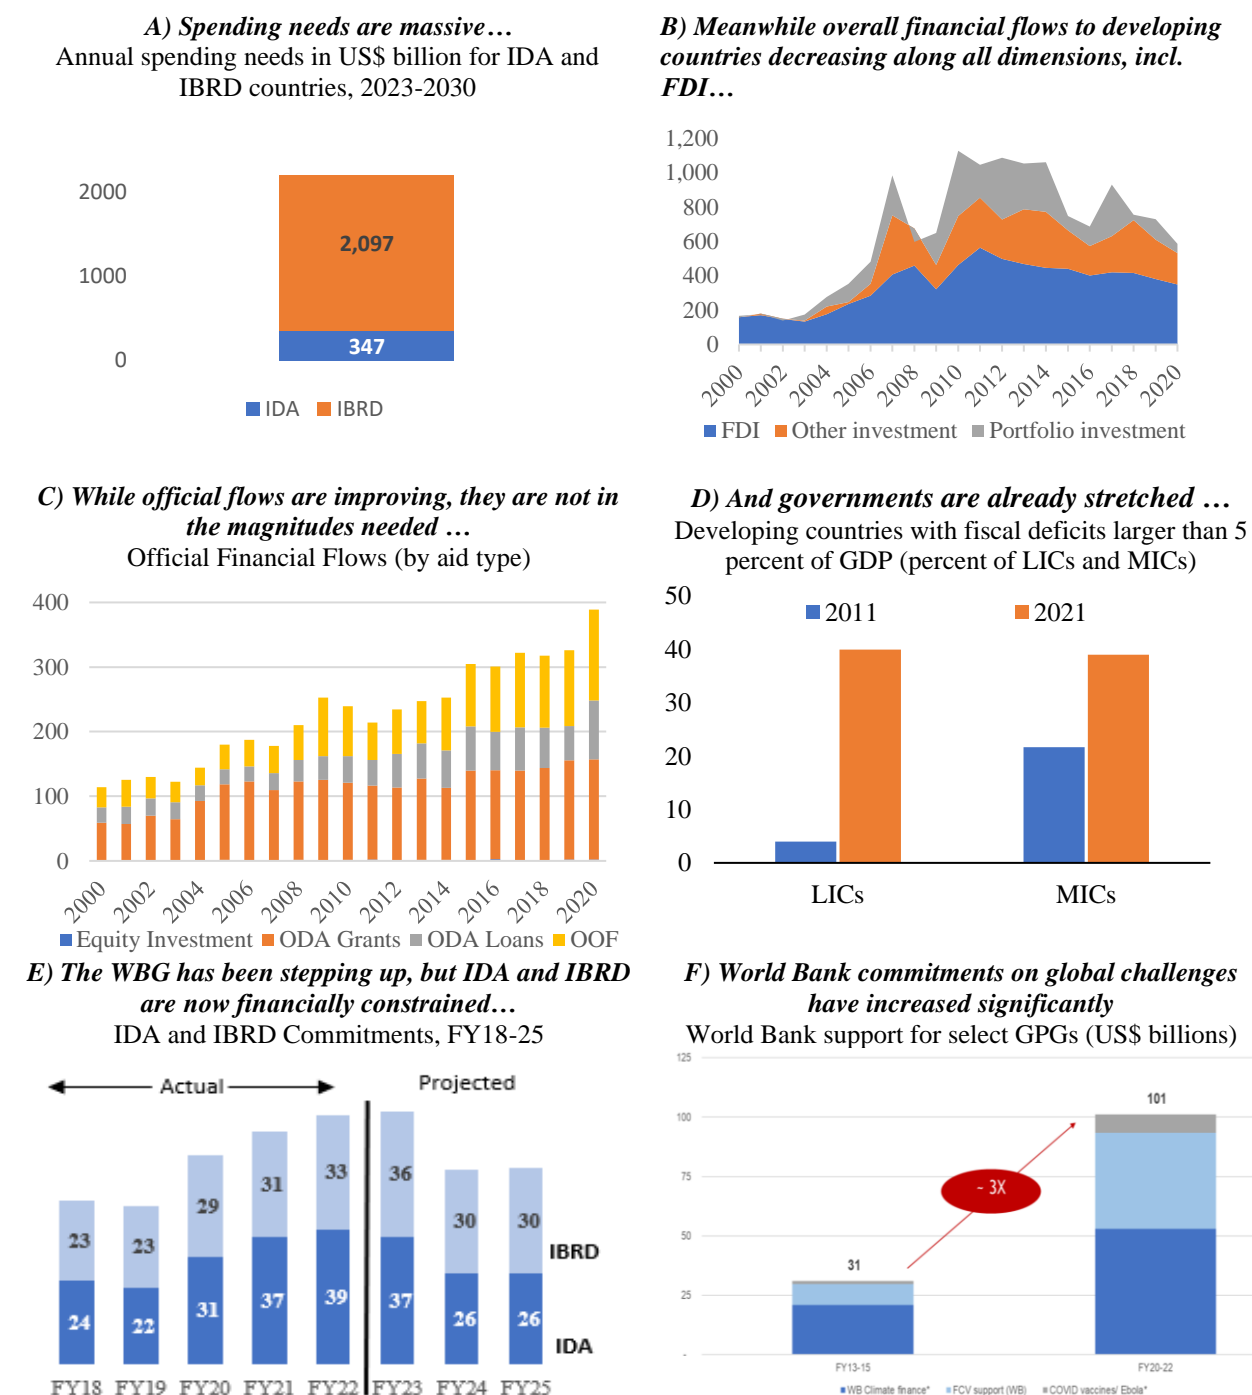 A) Spending needs are massive…
Annual spending needs in US$ billion for IDA and
IBRD countries, 2023-2030
2000
1000
0
2,097
347
IDA IBRD
B) Meanwhile overall financial flows to developing
countries decreasing along all dimensions, incl.
FDI…
1,200
1,000
800
600
400
200
0
2000 2002 2004 2006 2008 2010 2012 2014 2016 2018 2020
FDI Other investment Portfolio investment
C) While official flows are improving, they are not in
the magnitudes needed …
Official Financial Flows (by aid type)
400
300
200
100
0
2000 2002 2004 2006 2008 2010 2012 2014 2016 2018 2020
Equity Investment ODA Grants ODA Loans OOF
D) And governments are already stretched …
Developing countries with fiscal deficits larger than 5
percent of GDP (percent of LICs and MICs)
50
40
30
20
10
0
2011 2021
LICs MICs
E) The WBG has been stepping up, but IDA and IBRD
are now financially constrained…
IDA and IBRD Commitments, FY18-25
Actual Projected
23 23 29 31 33 36 30 30
IBRD
24 22 31 37 39 37 26 26
IDA
FY18 FY19 FY20 FY21 FY22 FY23 FY24 FY25
F) World Bank commitments on global challenges
have increased significantly
World Bank support for select GPGs (US$ billions)
125
100
75
50
25
-
31
~ 3X
101
FY13-15 FY20-22
WB Climate finance* FCV support (WB) COVID vaccines/ Ebola*